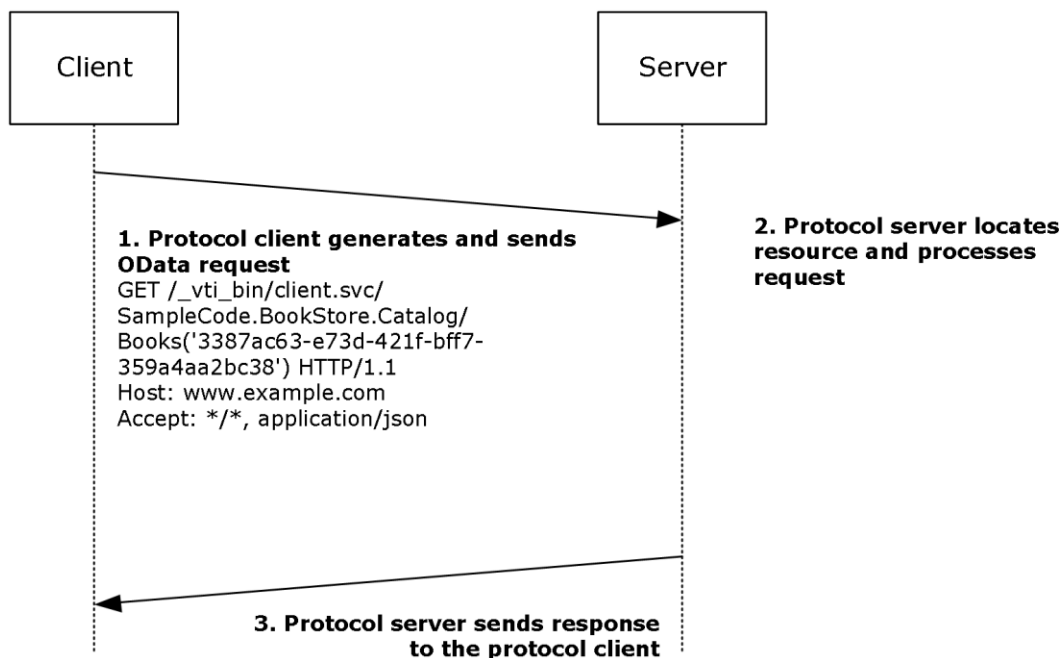 Client
Server
1. Protocol client generates and sends
OData request
GET /_vti_bin/client.svc/
SampleCode.BookStore.Catalog/
Books('3387ac63-e73d-421f-bff7-
359a4aa2bc38') HTTP/1.1
Host: www.example.com
Accept: */*, application/json
2. Protocol server locates
resource and processes
request
3. Protocol server sends response
to the protocol client